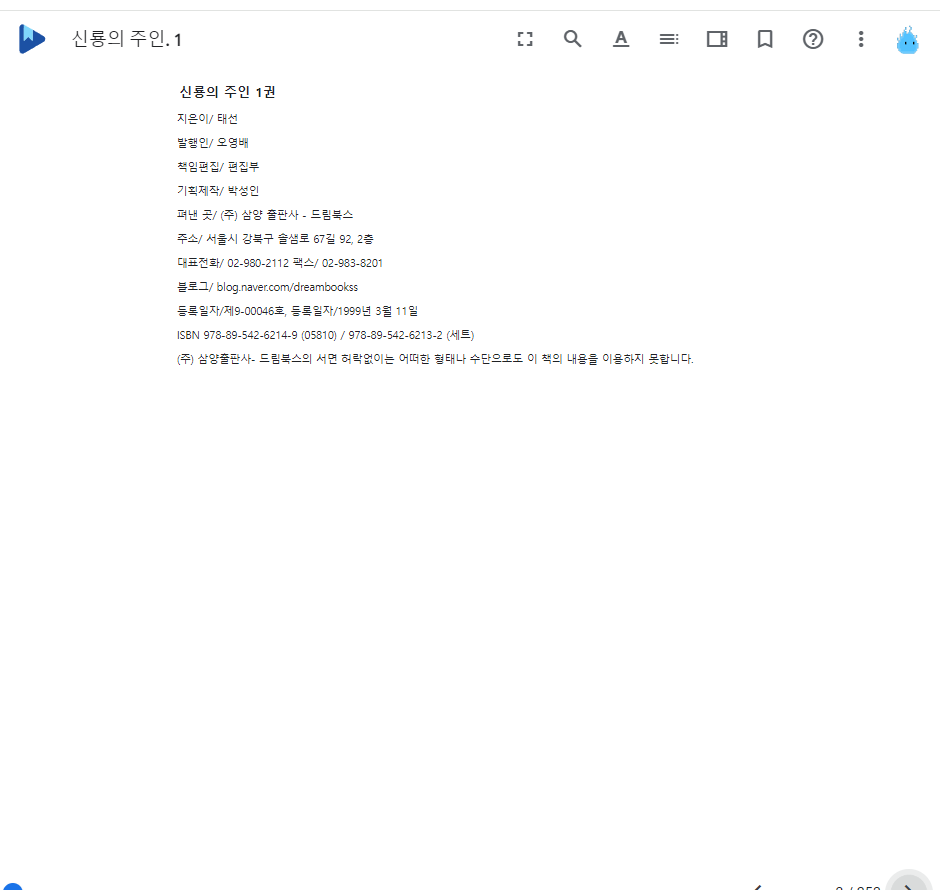 신룡의 주인. 1
신룡의 주인 1권
지은이/ 태선
발행인/ 오영배
책임편집/ 편집부
기획제작/ 박성인
펴낸 곳/ (주) 삼양 출판사 - 드림북스
주소/ 서울시 강북구 솔샘로 67길 92, 2층
대표전화/ 02-980-2112 팩스/ 02-983-8201
블로그/ blog.naver.com/dreambookss
등록일자/제9-00046호, 등록일자/1999년 3월 11일
ISBN 978-89-542-6214-9 (05810) / 978-89-542-6213-2 (세트)
(주) 삼양출판사- 드림북스의 서면 허락없이는 어떠한 형태나 수단으로도 이 책의 내용을 이용하지 못합니다.